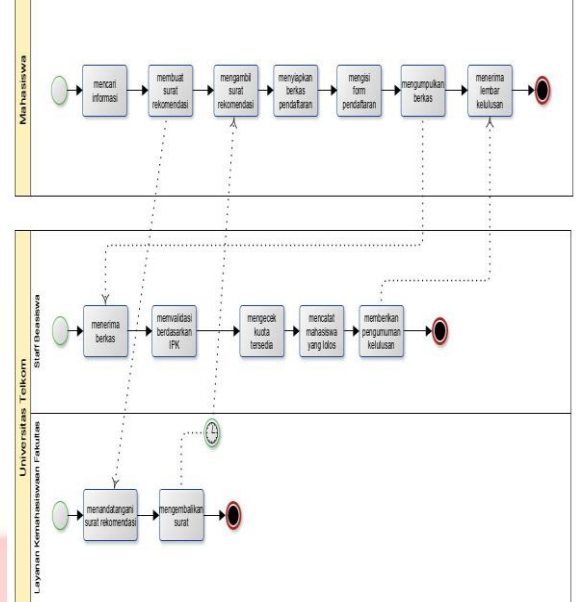 Mahasiswa
mencari
informasi
membuat
surat
rekomendasi
mengambil
surat
rekomendasi
menyiapkan
berkas
pendaftaran
mengisi
form
pendaftaran
mengumpulkan
berkas
menerima
lembar
kelulusan
Universitas Telkom
Staff Beasiswa
menerima
berkas
memvalidasi
berdasarkan
IPK
mengecek
kuota
tersedia
mencatat
mahasiswa
yang lolos
memberikan
pengumuman
kelulusan
Layanan Kemahasiswaan Fakultas
menandatangani
surat rekomendasi
mengembalikan
surat